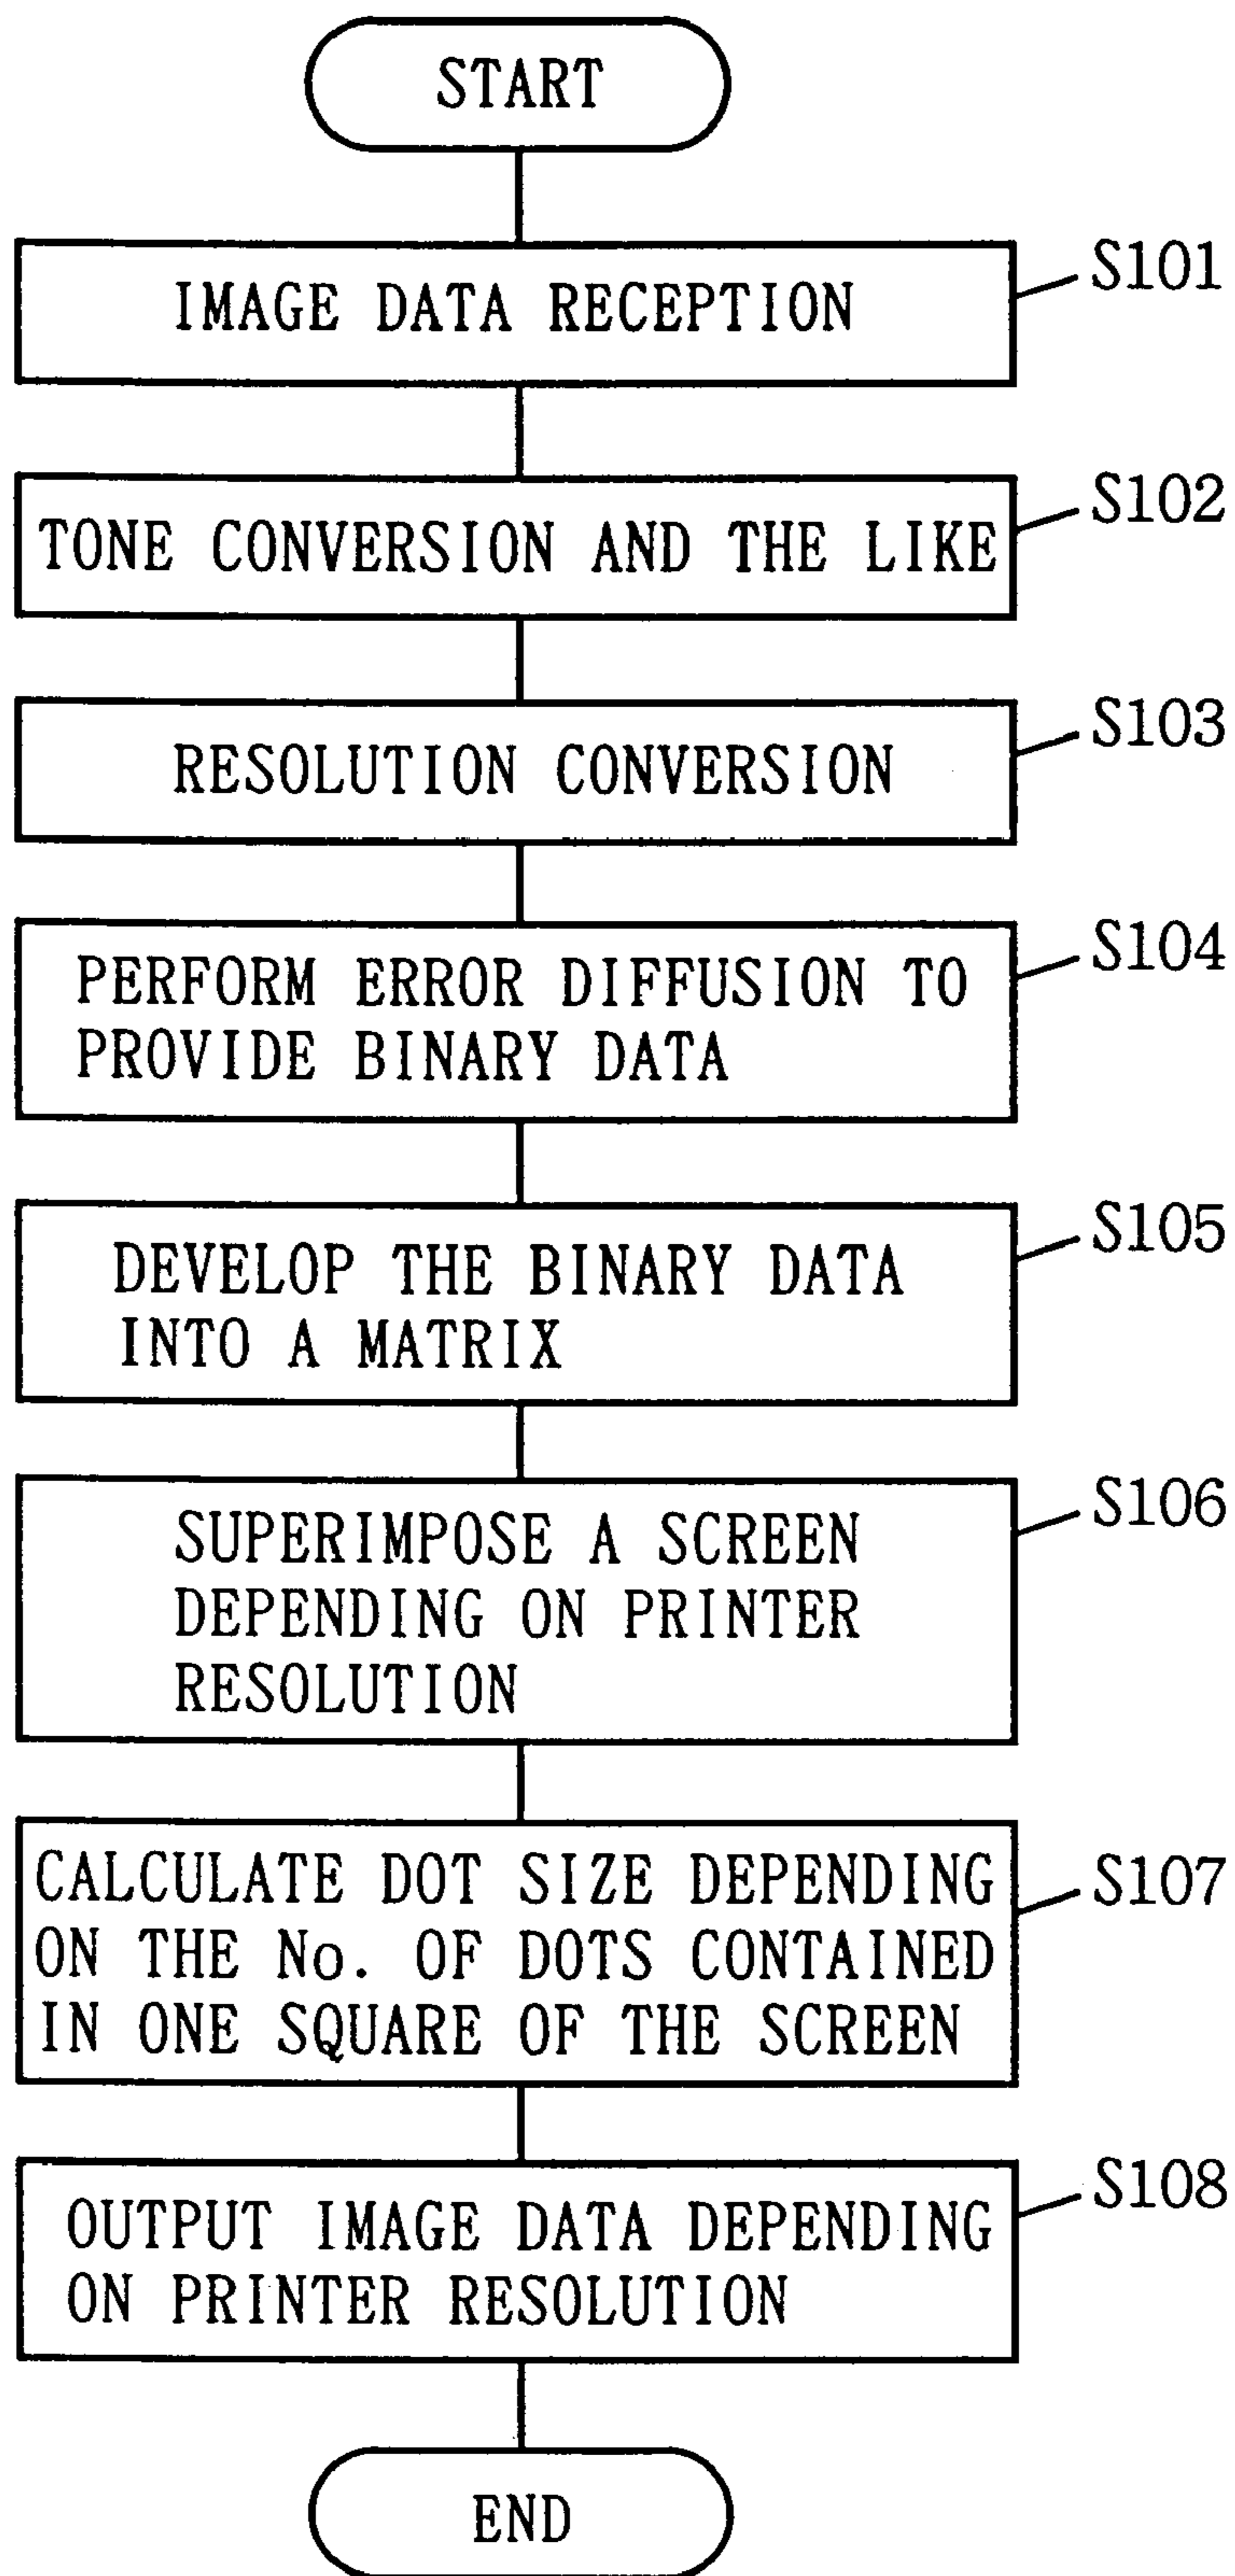 START
IMAGE DATA RECEPTION
S101
TONE CONVERSION AND THE LIKE
S102
RESOLUTION CONVERSION
S103
PERFORM ERROR DIFFUSION TO
PROVIDE BINARY DATA
S104
DEVELOP THE BINARY DATA
INTO A MATRIX
S105
SUPERIMPOSE A SCREEN
DEPENDING ON PRINTER
RESOLUTION
S106
CALCULATE DOT SIZE DEPENDING
ON THE No. OF DOTS CONTAINED
IN ONE SQUARE OF THE SCREEN
S107
OUTPUT IMAGE DATA DEPENDING
ON PRINTER RESOLUTION
S108
END